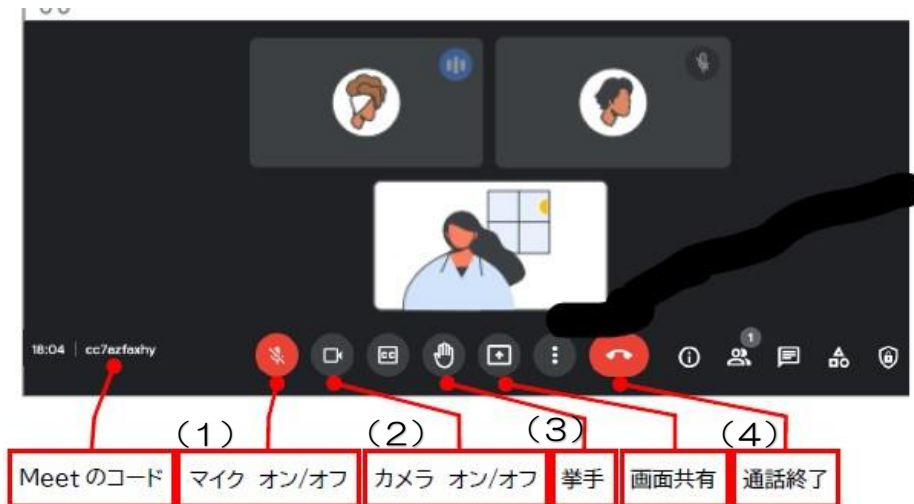 18:04 | cc7azfaxhy
CC
1
(1)
(2)
(3)
(4)
Meetのコード
マイク オン/オフ
カメラ オン/オフ
挙手
画面共有
通話終了